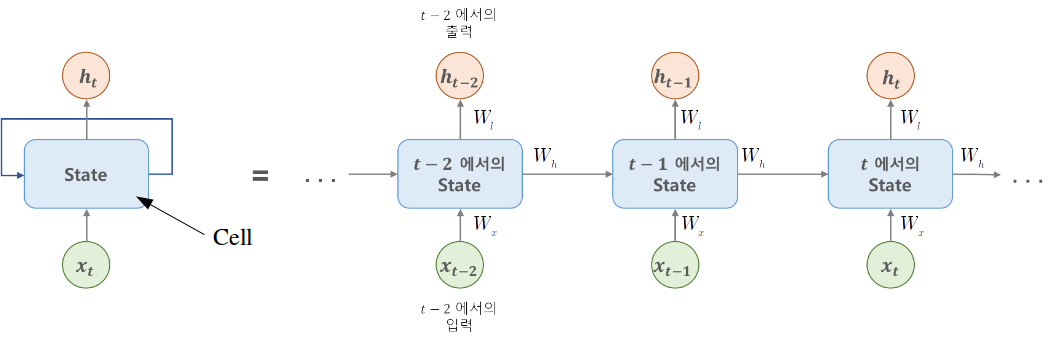 t − 2 에서의
출력
h_t
h_{t−2}
h_{t−1}
h_t
W_l
W_l
W_l
State
=
. . .
t − 2 에서의
State
W_h
t − 1 에서의
State
W_h
t 에서의
State
W_h
. . .
Cell
W_x
W_x
W_x
x_t
x_{t−2}
x_{t−1}
x_t
t − 2 에서의
입력